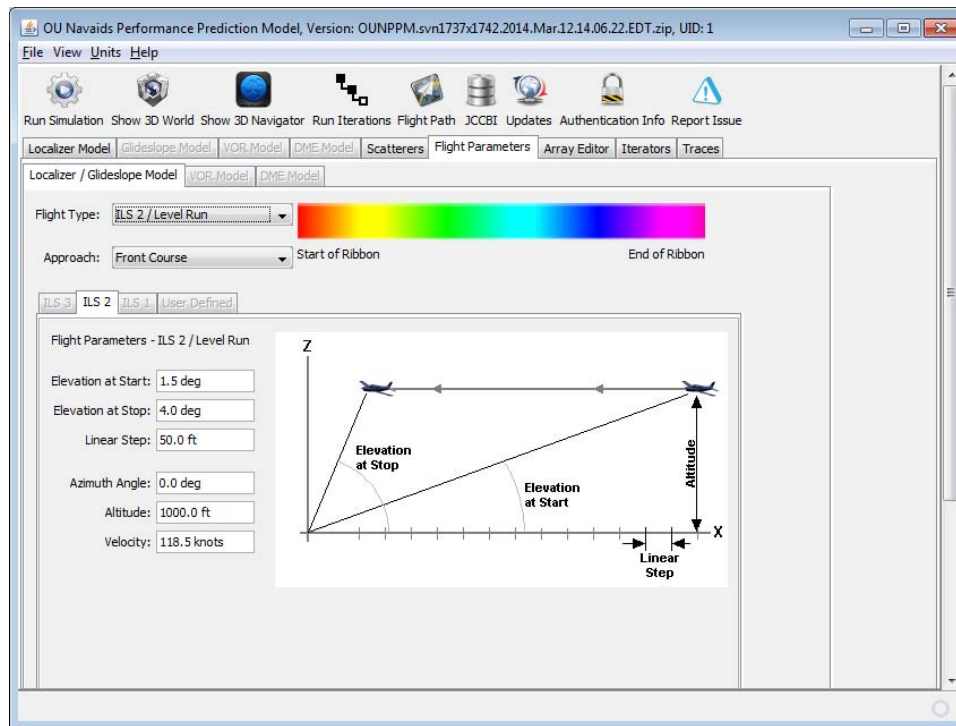 OU Navaids Performance Prediction Model, Version: OUNPPM.svn1737x1742.2014.Mar.12.14.06.22.EDT.zip, UID: 1
File View Units Help
Run Simulation Show 3D World Show 3D Navigator Run Iterations Flight Path JCCBI Updates Authentication Info Report Issue
Localizer Model Glideslope Model VOR Model DME Model Scatterers Flight Parameters Array Editor Iterators Traces
Localizer / Glideslope Model VOR Model DME Model
Flight Type: ILS 2 / Level Run
Approach: Front Course
Start of Ribbon End of Ribbon
ILS 3 ILS 2 ILS 1 User Defined
Flight Parameters - ILS 2 / Level Run
Elevation at Start: 1.5 deg
Elevation at Stop: 4.0 deg
Linear Step: 50.0 ft
Azimuth Angle: 0.0 deg
Altitude: 1000.0 ft
Velocity: 118.5 knots
Z
Elevation
at Stop
Elevation
at Start
Altitude
X
Linear
Step